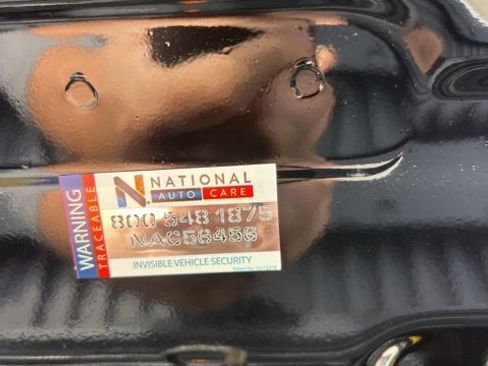 WARNING
TRACEABLE
N NATIONAL
AUTO CARE
800 548 1875
NAC56456
INVISIBLE VEHICLE SECURITY